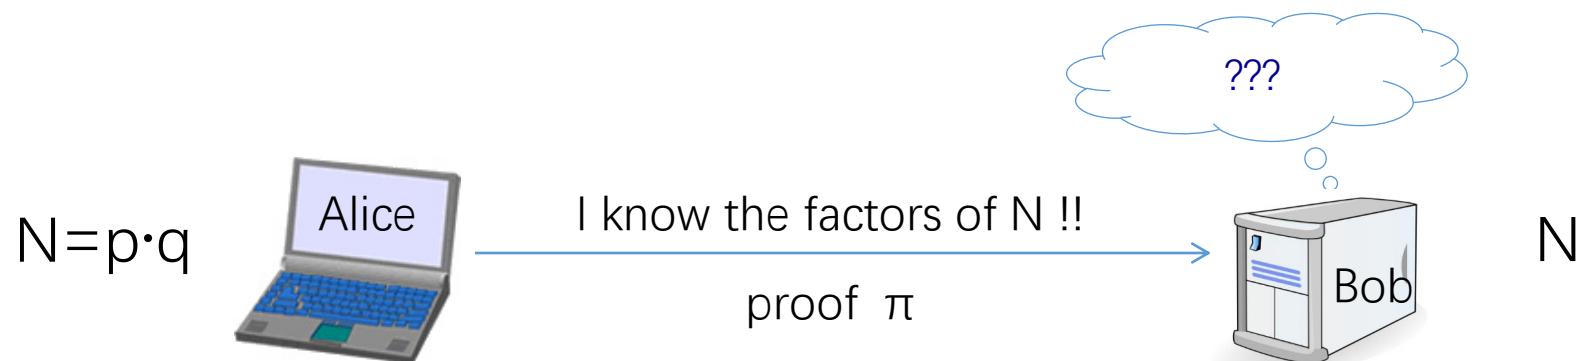 ???
N=p·q
Alice
I know the factors of N !!
proof π
Bob
N